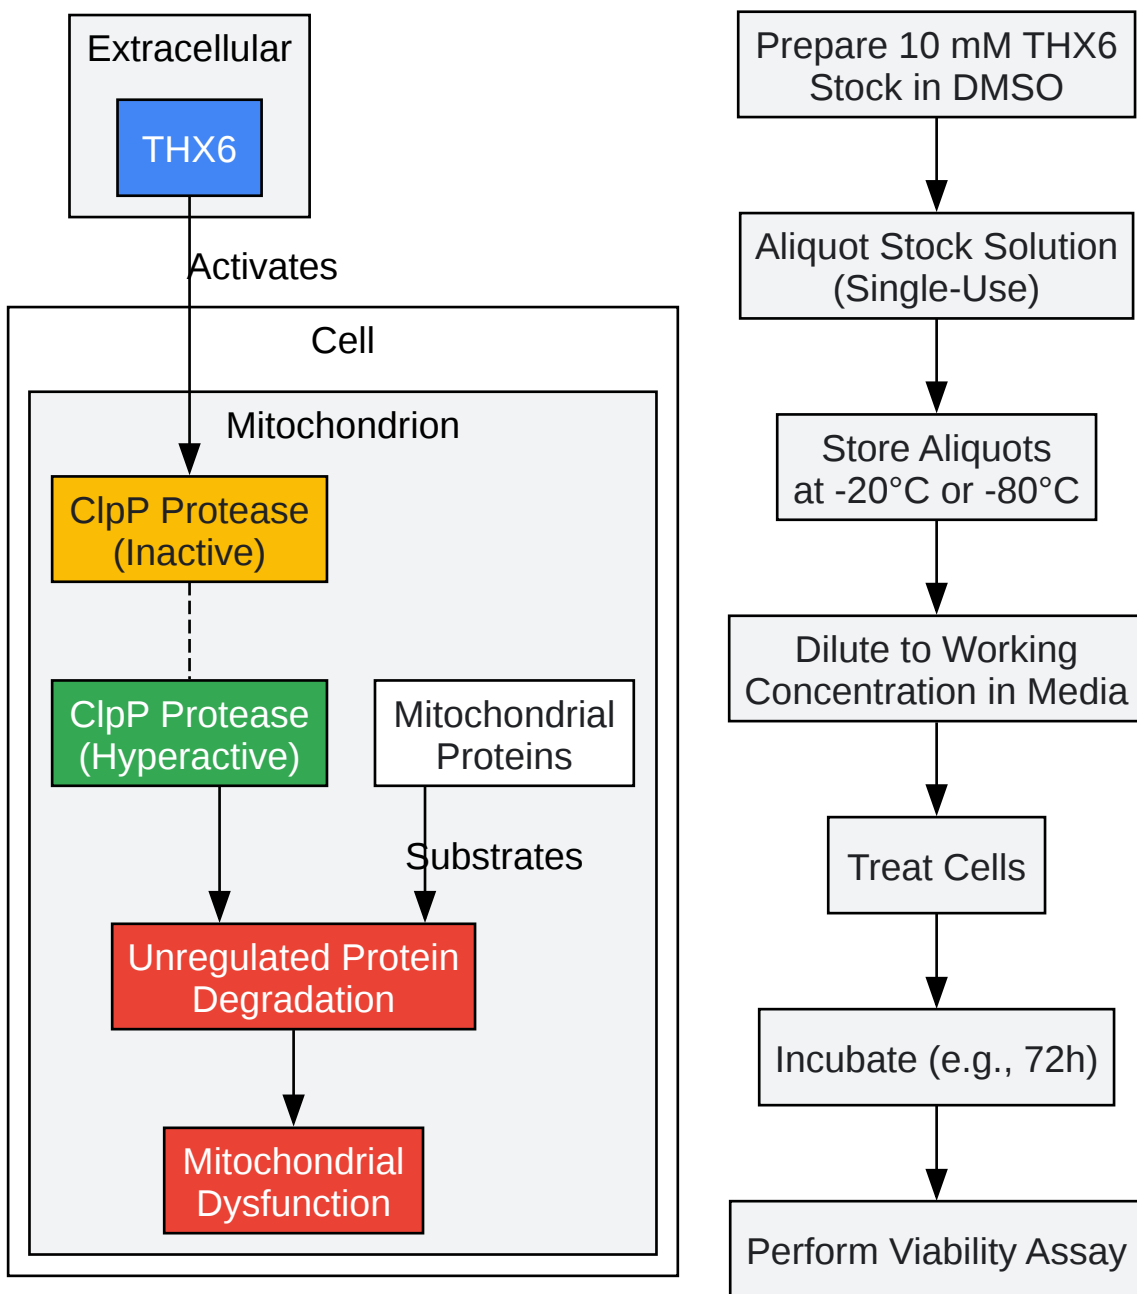 Extracellular
THX6
Activates
Cell
Mitochondrion
ClpP Protease
(Inactive)
ClpP Protease
(Hyperactive)
Mitochondrial
Proteins
Substrates
Unregulated Protein
Degradation
Mitochondrial
Dysfunction
Prepare 10 mM THX6
Stock in DMSO
Aliquot Stock Solution
(Single-Use)
Store Aliquots
at -20°C or -80°C
Dilute to Working
Concentration in Media
Treat Cells
Incubate (e.g., 72h)
Perform Viability Assay